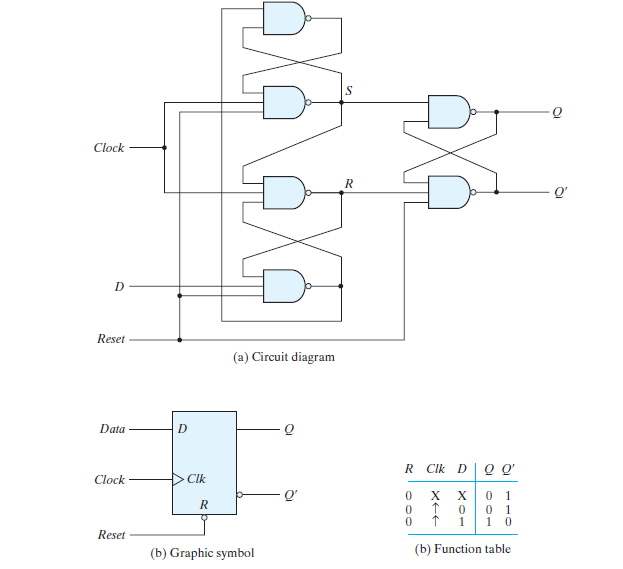 S
Q
Clock
R
Q'
D
Reset
(a) Circuit diagram
Data D Q
Clock Clk Q'
R
Reset
(b) Graphic symbol
R Clk D Q Q'
0 X X 0 1
0 ↑ 0 0 1
0 ↑ 1 1 0
(b) Function table